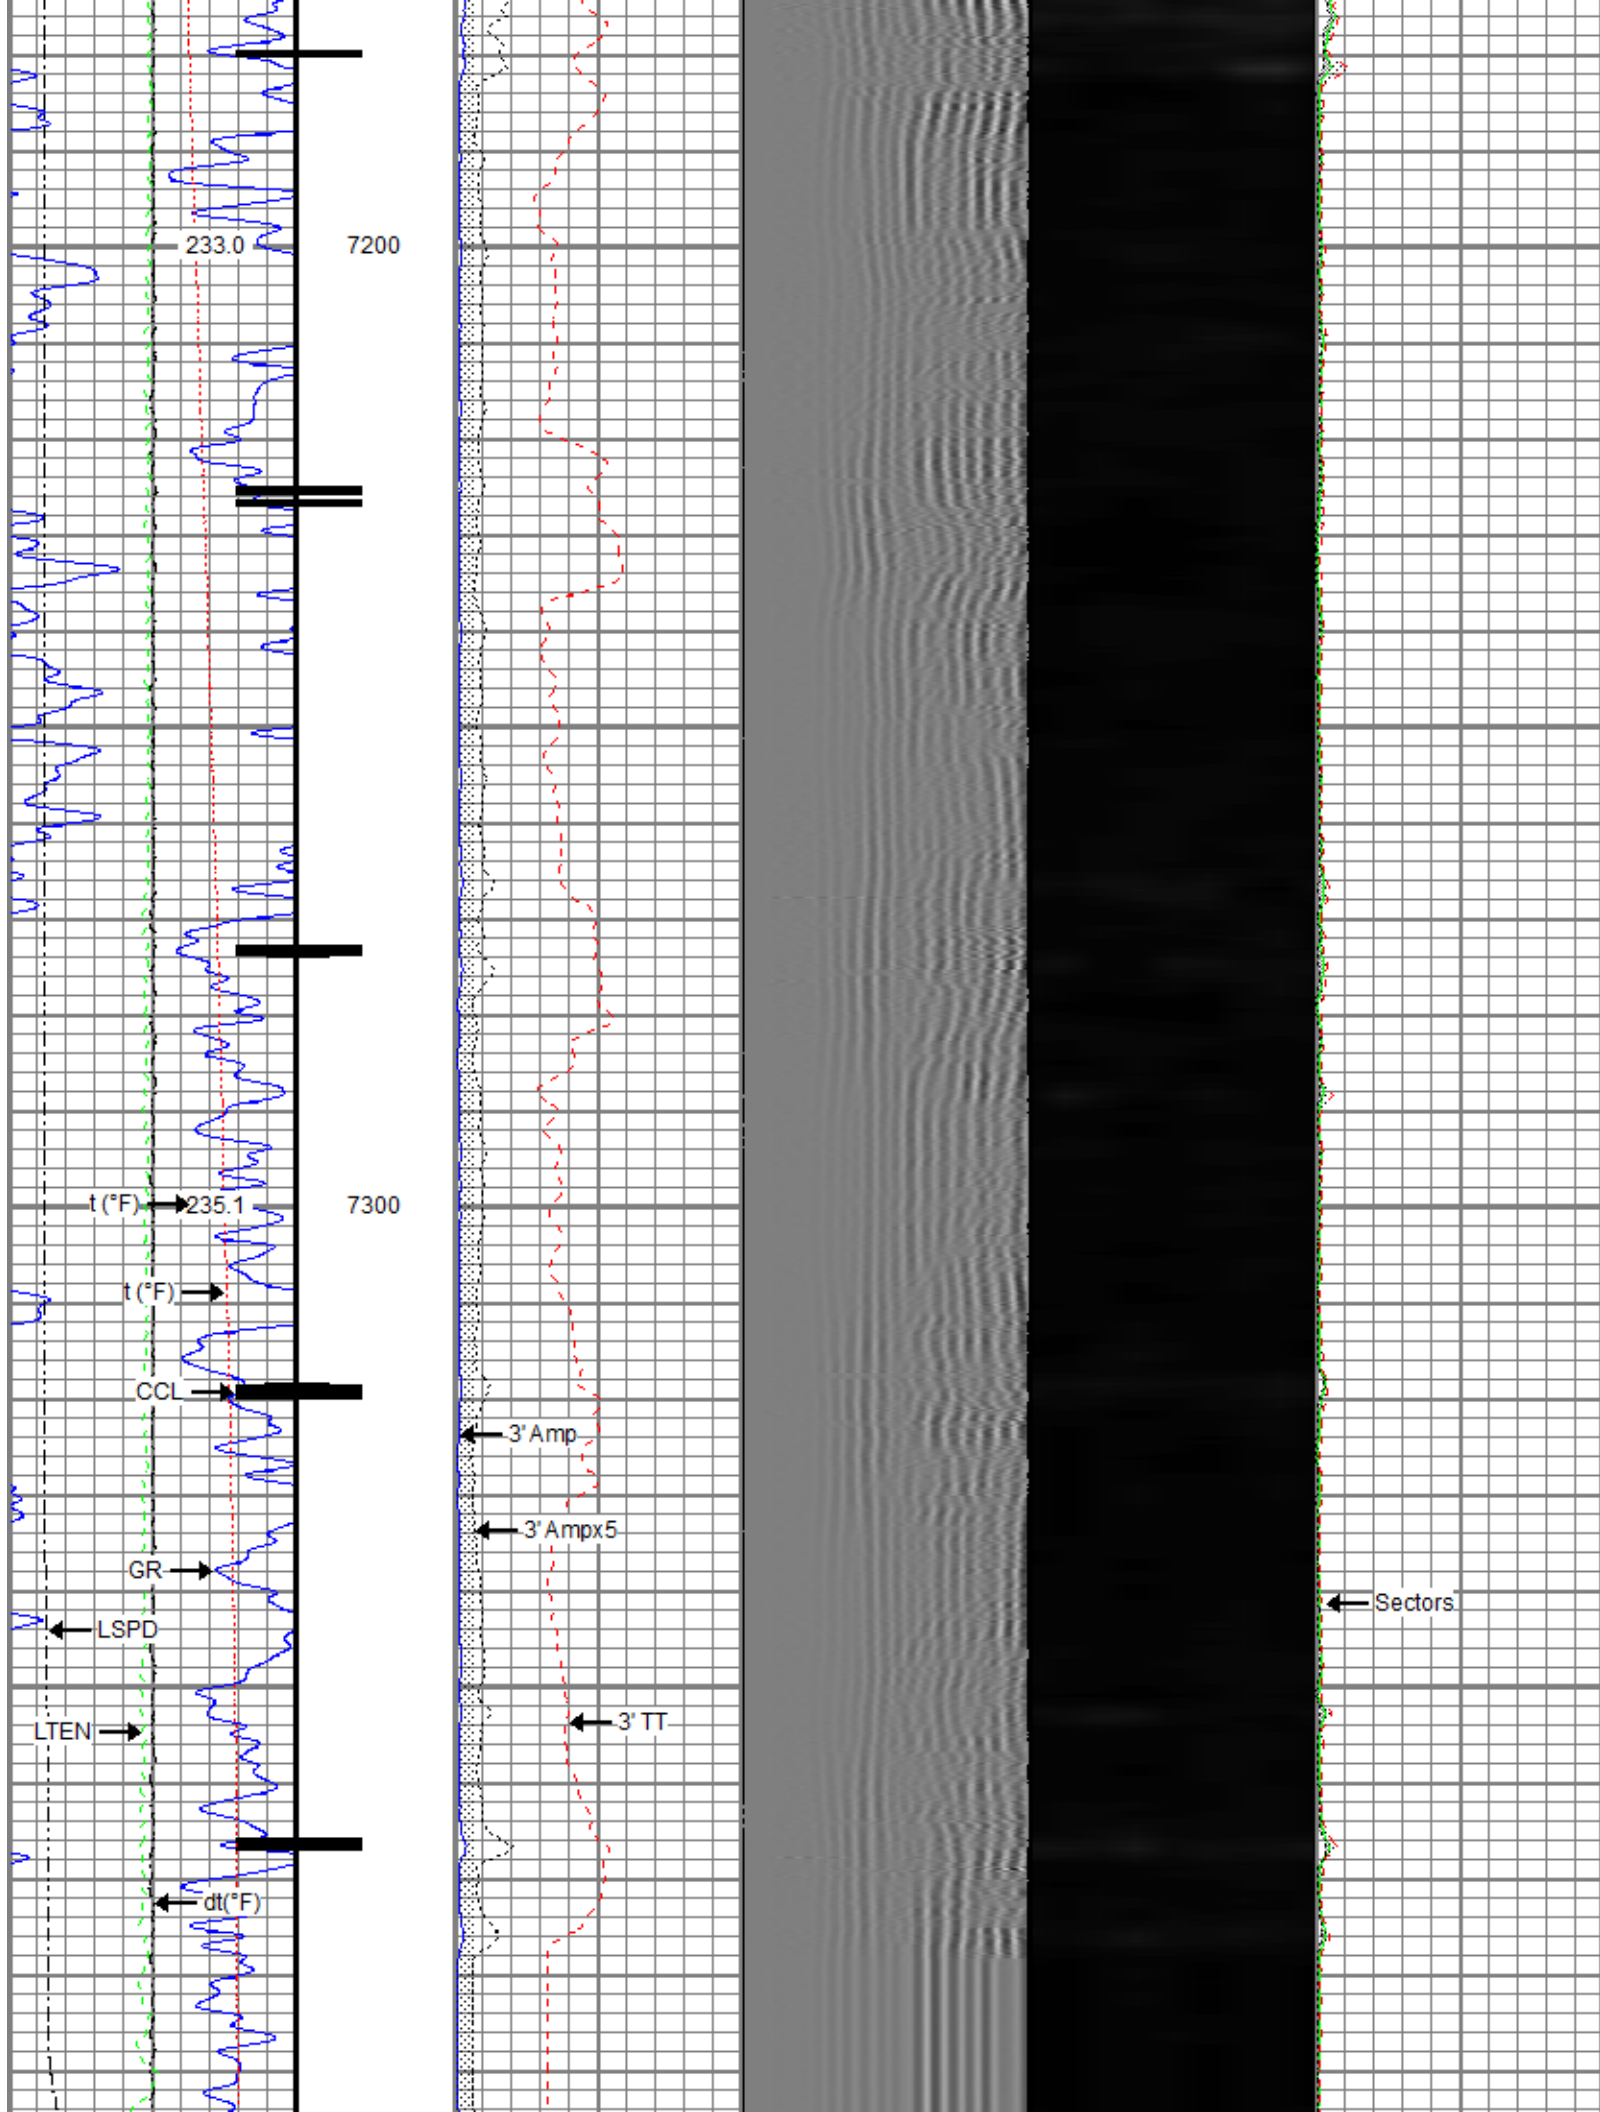 233.0 7200
t (°F) 235.1 7300
t (°F)
CCL
3' Amp
3' Ampx5
GR
Sectors
LSPD
3' TT
LTEN
dt(°F)